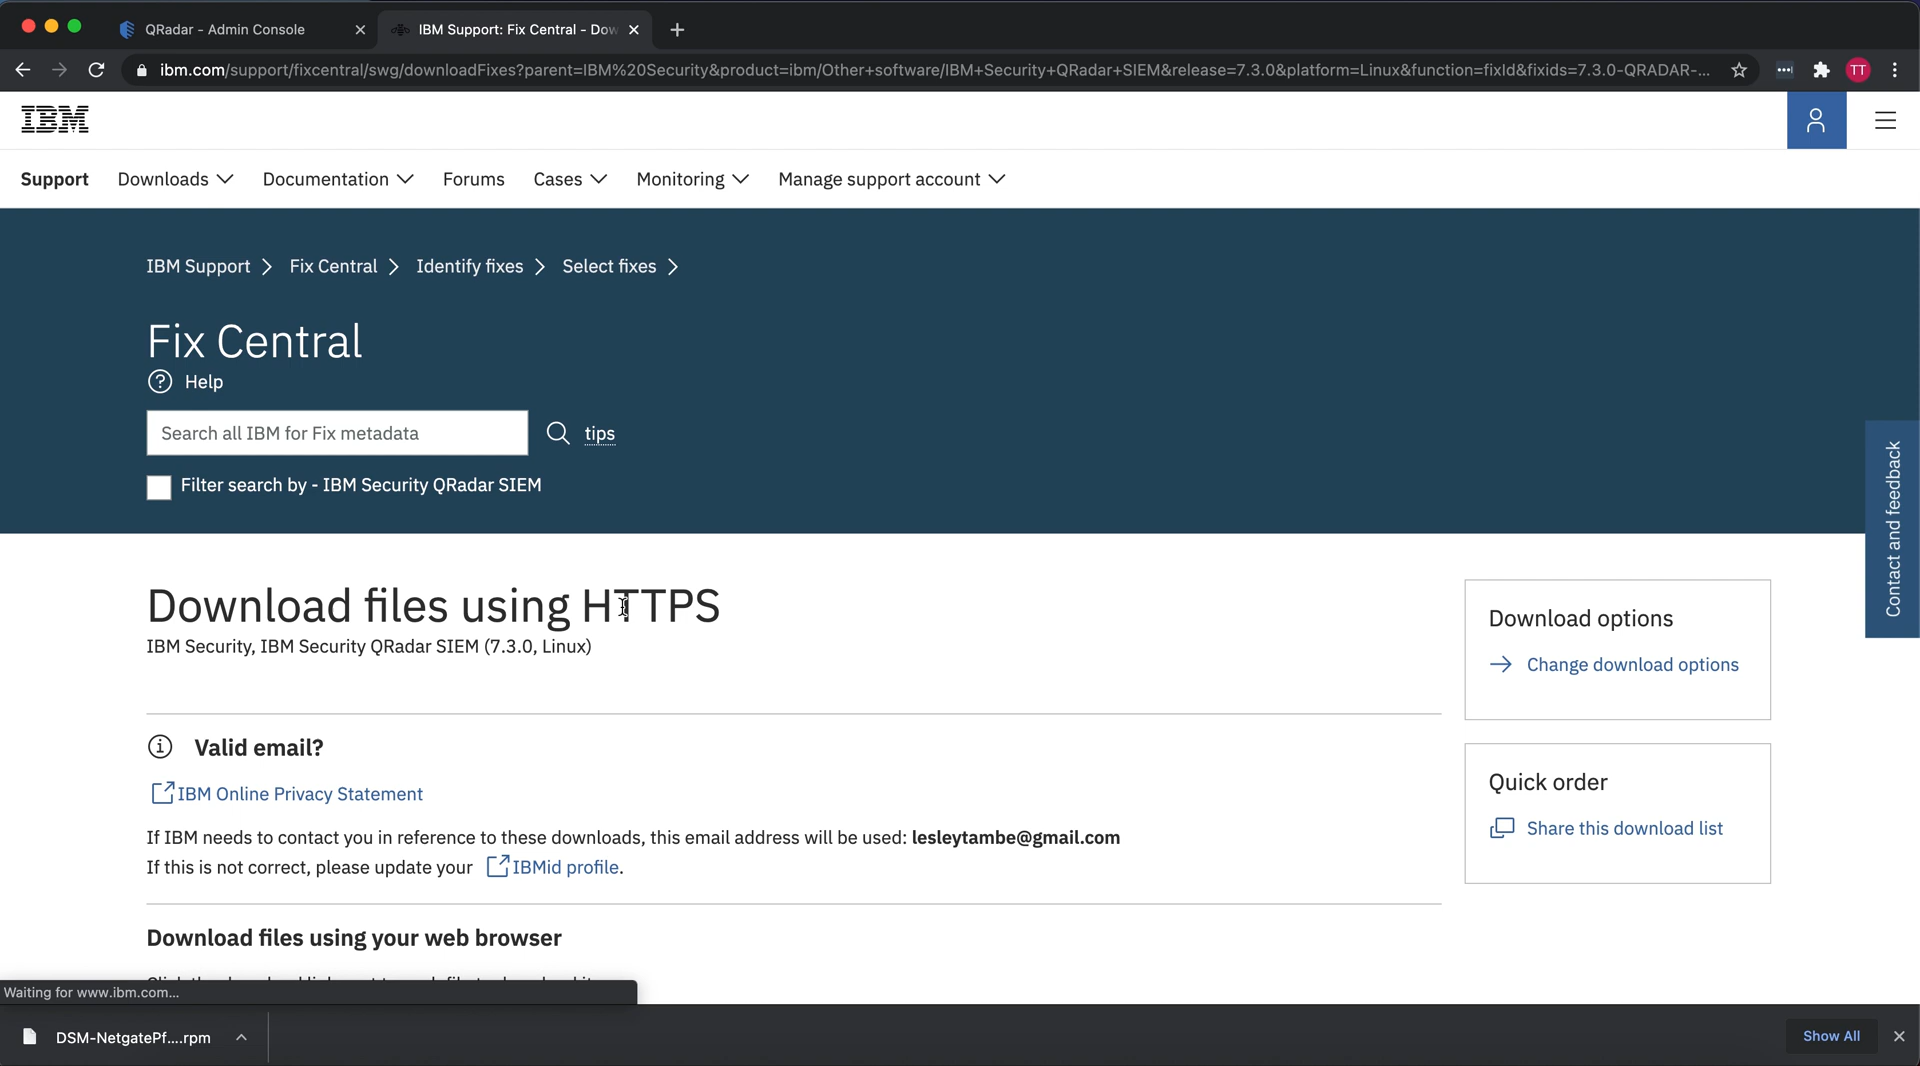 QRadar - Admin Console
IBM Support: Fix Central - Dow
ibm.com/support/fixcentral/swg/downloadFixes?parent=IBM%20Security&product=ibm/Other+software/IBM+Security+QRadar+SIEM&release=7.3.0&platform=Linux&function=fixId&fixids=7.3.0-QRADAR-...
TT
IBM
Support Downloads Documentation Forums Cases Monitoring Manage support account
IBM Support > Fix Central > Identify fixes > Select fixes >
Fix Central
? Help
Search all IBM for Fix metadata
tips
Filter search by - IBM Security QRadar SIEM
Contact and feedback
Download files using HTTPS
IBM Security, IBM Security QRadar SIEM (7.3.0, Linux)
Download options
Change download options
Valid email?
IBM Online Privacy Statement
Quick order
Share this download list
If IBM needs to contact you in reference to these downloads, this email address will be used: lesleytambe@gmail.com
If this is not correct, please update your IBMid profile.
Download files using your web browser
Waiting for www.ibm.com...
DSM-NetgatePf....rpm
Show All